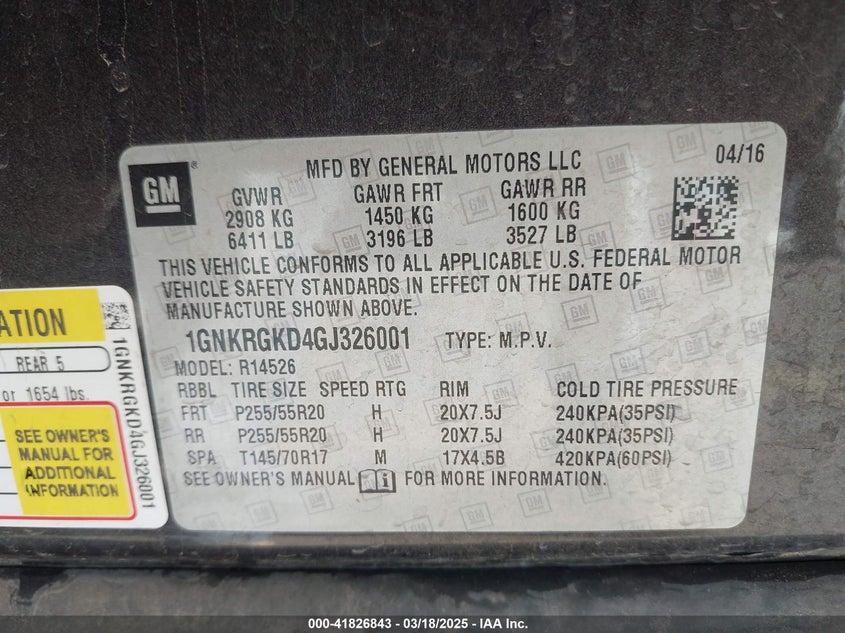 GM
®
MFD BY GENERAL MOTORS LLC 04/16
GVWR GAWR FRT GAWR RR
2908 KG 1450 KG 1600 KG
6411 LB 3196 LB 3527 LB
THIS VEHICLE CONFORMS TO ALL APPLICABLE U.S. FEDERAL MOTOR
VEHICLE SAFETY STANDARDS IN EFFECT ON THE DATE OF
MANUFACTURE SHOWN ABOVE.
1GNKRGKD4GJ326001 TYPE: M.P.V.
MODEL: R14526
RBBL TIRE SIZE SPEED RTG RIM COLD TIRE PRESSURE
FRT P255/55R20 H 20X7.5J 240KPA(35PSI)
RR P255/55R20 H 20X7.5J 240KPA(35PSI)
SPA T145/70R17 M 17X4.5B 420KPA(60PSI)
SEE OWNER'S MANUAL FOR MORE INFORMATION.
ATION
REAR 5
or 1654 lbs.
SEE OWNER'S
MANUAL FOR
ADDITIONAL
INFORMATION
1GNKRGKD4GJ326001
000-41826843 — 03/18/2025 — IAA Inc.